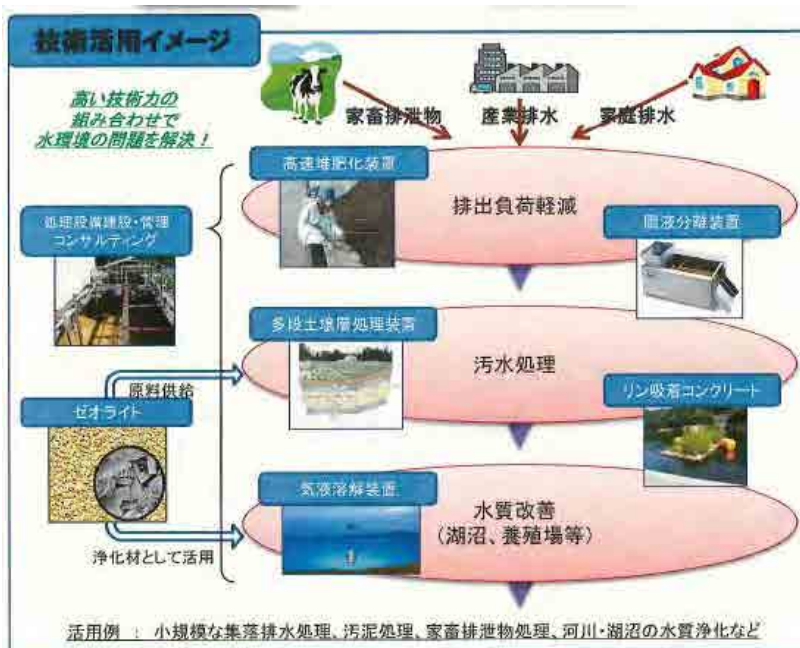 技術活用イメージ
高い技術力の
組み合わせで
水環境の問題を解決！
家畜排泄物
産業排水
家庭排水
高速堆肥化装置
排出負荷軽減
処理設備建設・管理
コンサルティング
固液分離装置
多段土壌層処理装置
汚水処理
原料供給
リン吸着コンクリート
ゼオライト
気液溶解装置
水質改善
（湖沼、養殖場等）
浄化材として活用
活用例　：　小規模な集落排水処理、汚泥処理、家畜排泄物処理、河川・湖沼の水質浄化など